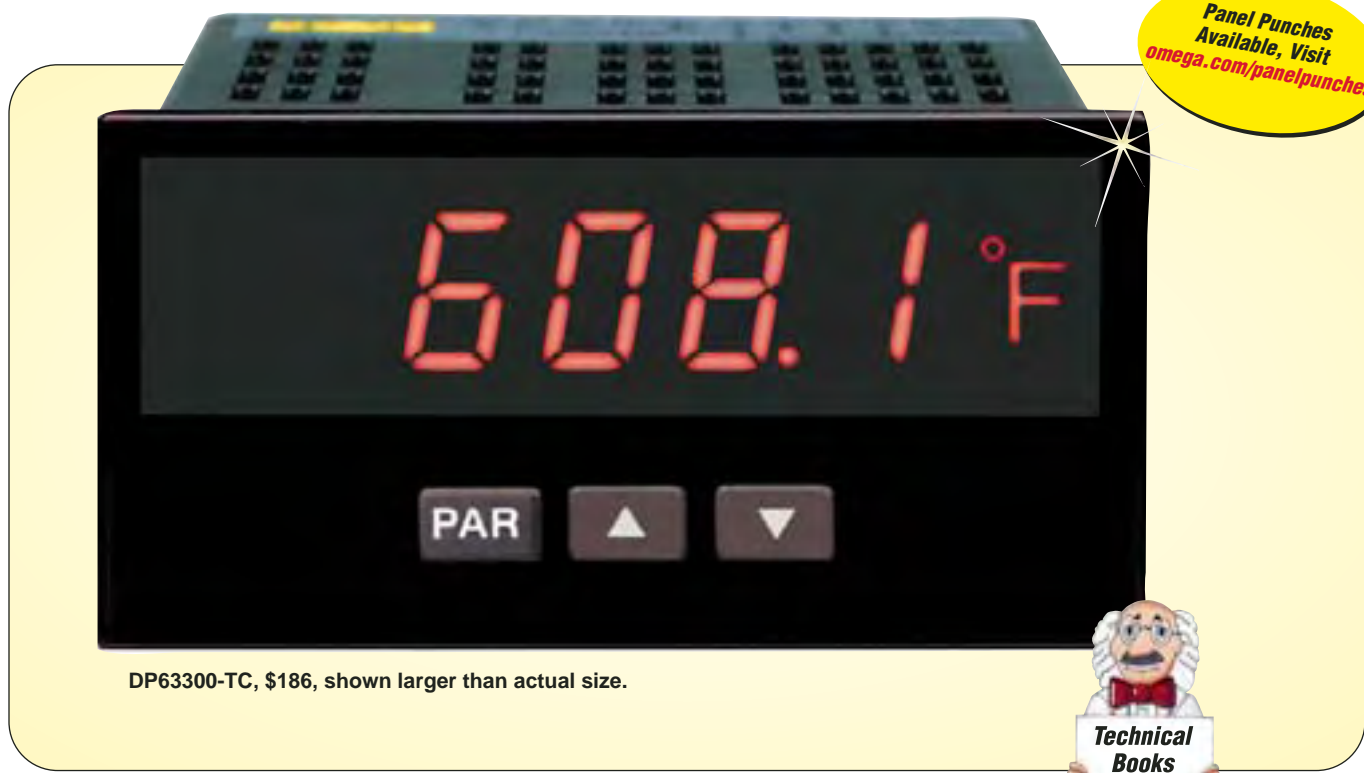 Panel Punches
Available, Visit
omega.com/panelpunches
608.1 °F
PAR ▲ ▼
DP63300-TC, $186, shown larger than actual size.
Technical
Books